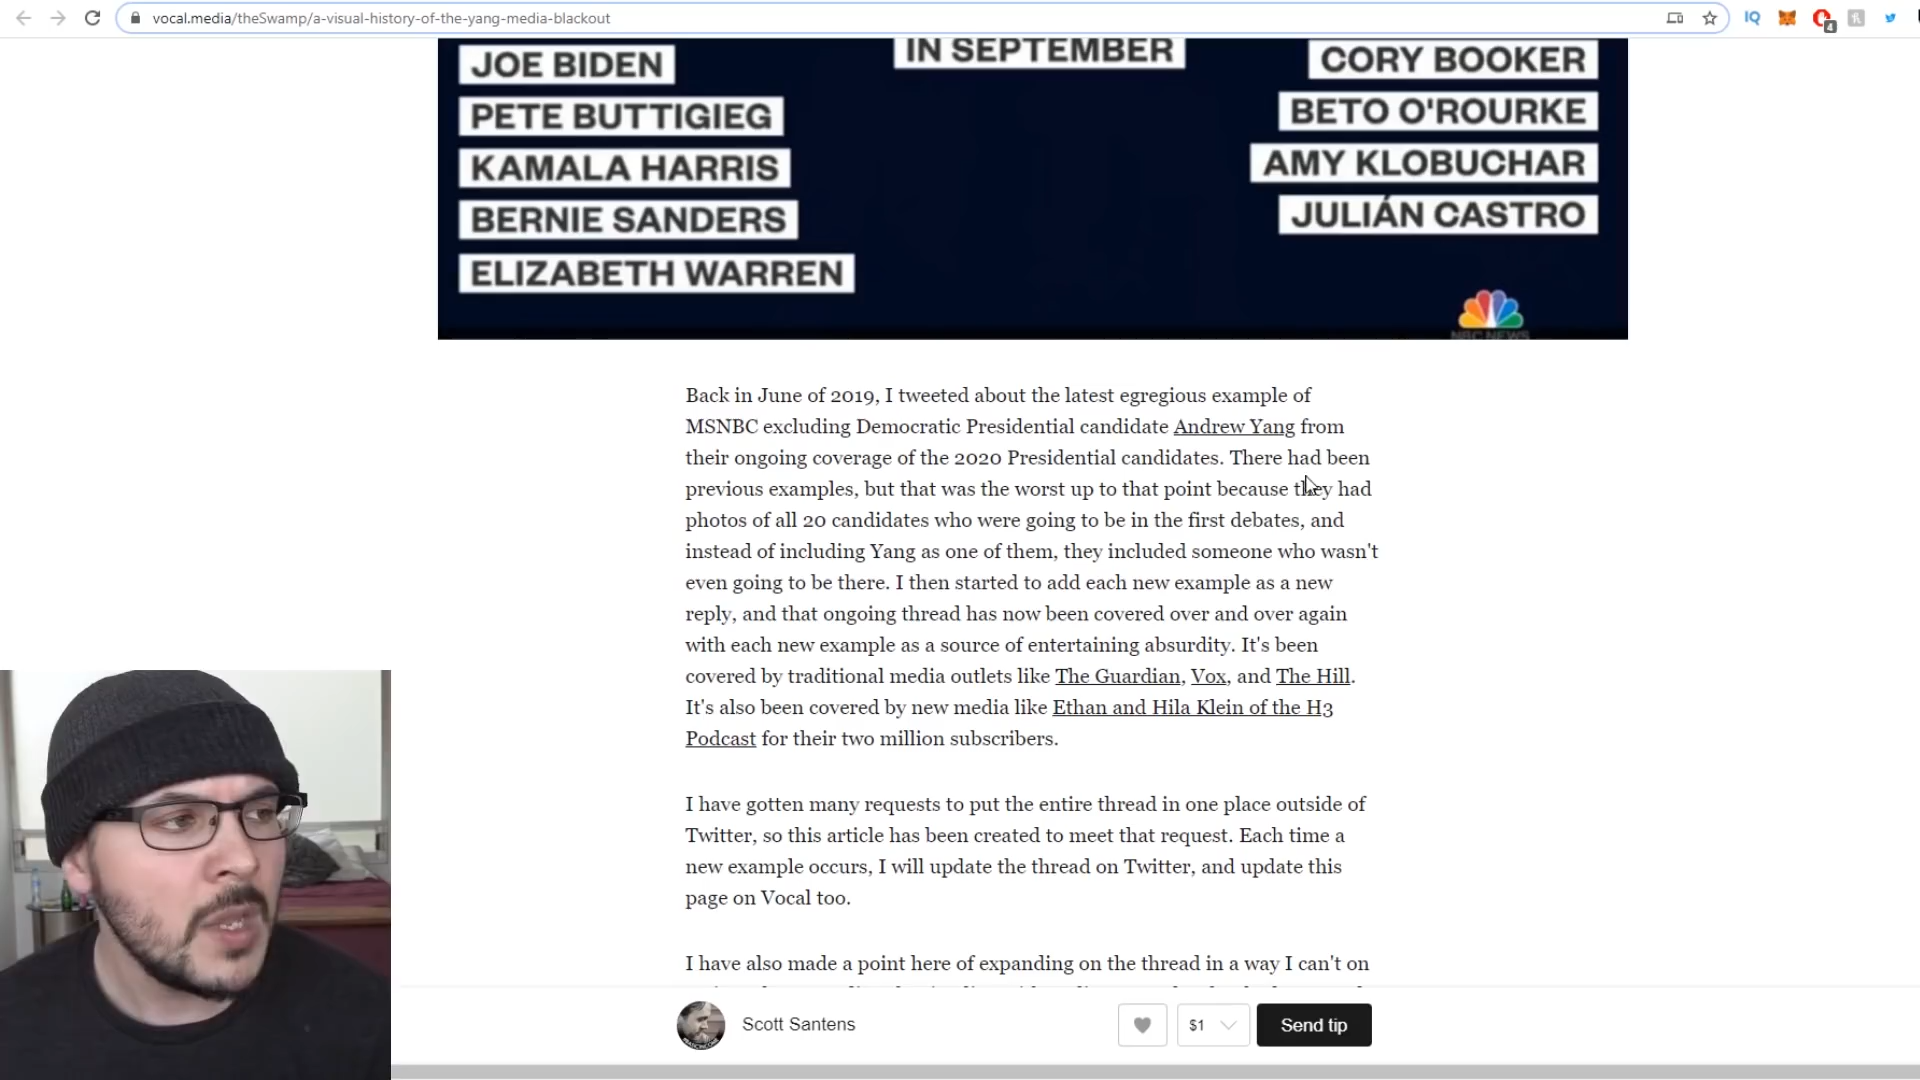 vocal.media/theSwamp/a-visual-history-of-the-yang-media-blackout
IQ
4
JOE BIDEN
PETE BUTTIGIEG
KAMALA HARRIS
BERNIE SANDERS
ELIZABETH WARREN
IN SEPTEMBER
CORY BOOKER
BETO O'ROURKE
AMY KLOBUCHAR
JULIÁN CASTRO
NBC NEWS
Back in June of 2019, I tweeted about the latest egregious example of
MSNBC excluding Democratic Presidential candidate Andrew Yang from
their ongoing coverage of the 2020 Presidential candidates. There had been
previous examples, but that was the worst up to that point because they had
photos of all 20 candidates who were going to be in the first debates, and
instead of including Yang as one of them, they included someone who wasn't
even going to be there. I then started to add each new example as a new
reply, and that ongoing thread has now been covered over and over again
with each new example as a source of entertaining absurdity. It's been
covered by traditional media outlets like The Guardian, Vox, and The Hill.
It's also been covered by new media like Ethan and Hila Klein of the H3
Podcast for their two million subscribers.
I have gotten many requests to put the entire thread in one place outside of
Twitter, so this article has been created to meet that request. Each time a
new example occurs, I will update the thread on Twitter, and update this
page on Vocal too.
I have also made a point here of expanding on the thread in a way I can't on
Scott Santens
$1
Send tip